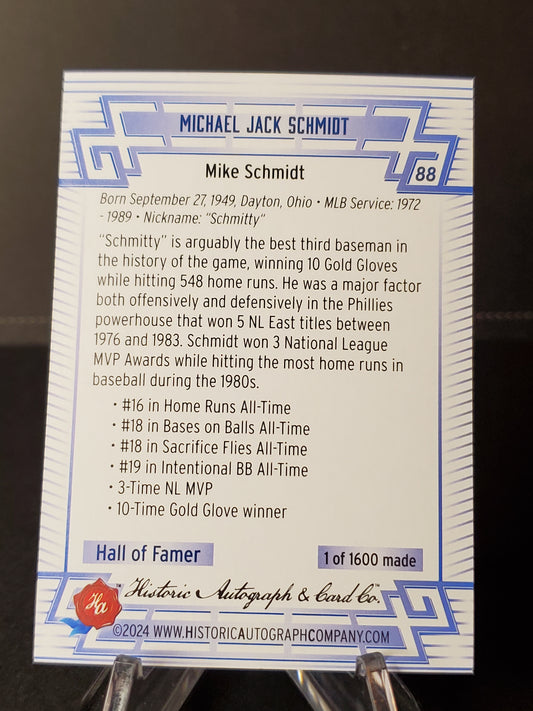 MICHAEL JACK SCHMIDT
Mike Schmidt
88
Born September 27, 1949, Dayton, Ohio • MLB Service: 1972
- 1989 • Nickname: "Schmitty"
"Schmitty" is arguably the best third baseman in
the history of the game, winning 10 Gold Gloves
while hitting 548 home runs. He was a major factor
both offensively and defensively in the Phillies
powerhouse that won 5 NL East titles between
1976 and 1983. Schmidt won 3 National League
MVP Awards while hitting the most home runs in
baseball during the 1980s.
• #16 in Home Runs All-Time
• #18 in Bases on Balls All-Time
• #18 in Sacrifice Flies All-Time
• #19 in Intentional BB All-Time
• 3-Time NL MVP
• 10-Time Gold Glove winner
Hall of Famer
1 of 1600 made
Ha ™ Historic Autograph & Card Co.™
©2024 WWW.HISTORICAUTOGRAPHCOMPANY.COM